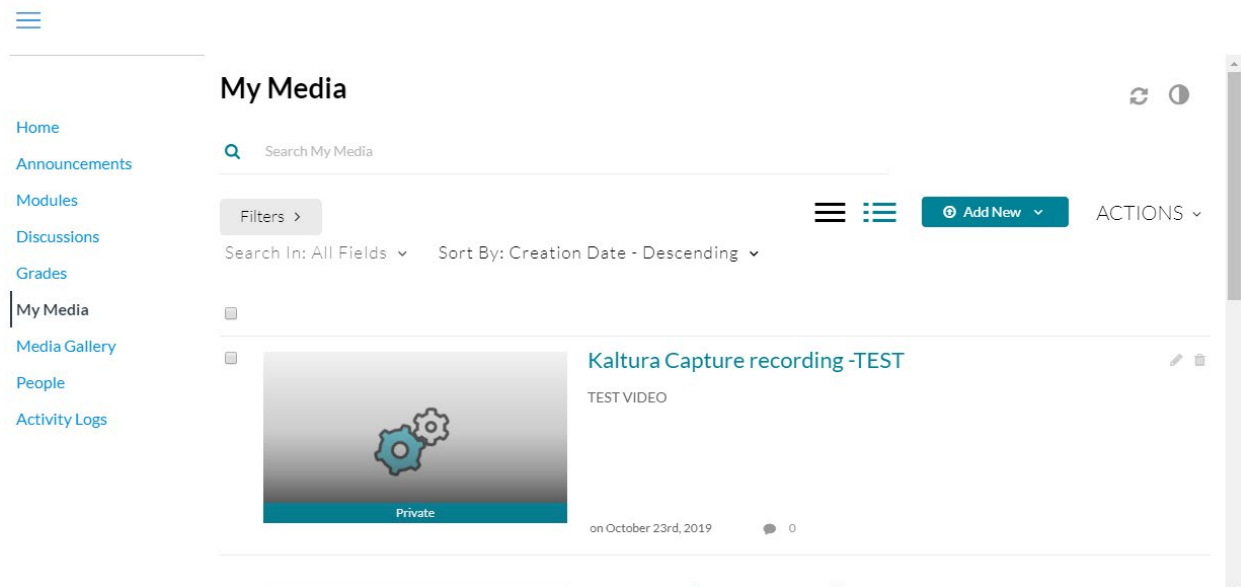 My Media
Home
Announcements
Modules
Discussions
Grades
My Media
Media Gallery
People
Activity Logs
Search My Media
Filters >
Add New
ACTIONS
Search In: All Fields
Sort By: Creation Date - Descending
Kaltura Capture recording -TEST
TEST VIDEO
Private
on October 23rd, 2019 0